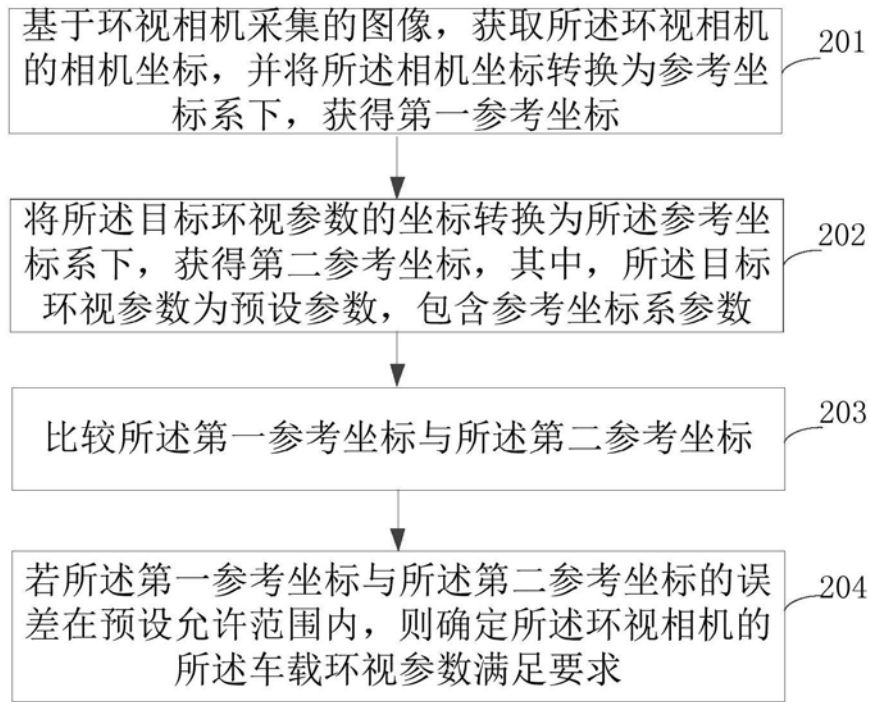 基于环视相机采集的图像，获取所述环视相机
的相机坐标，并将所述相机坐标转换为参考坐
标系下，获得第一参考坐标
201
将所述目标环视参数的坐标转换为所述参考坐
标系下，获得第二参考坐标，其中，所述目标
环视参数为预设参数，包含参考坐标系参数
202
比较所述第一参考坐标与所述第二参考坐标
203
若所述第一参考坐标与所述第二参考坐标的误
差在预设允许范围内，则确定所述环视相机的
所述车载环视参数满足要求
204